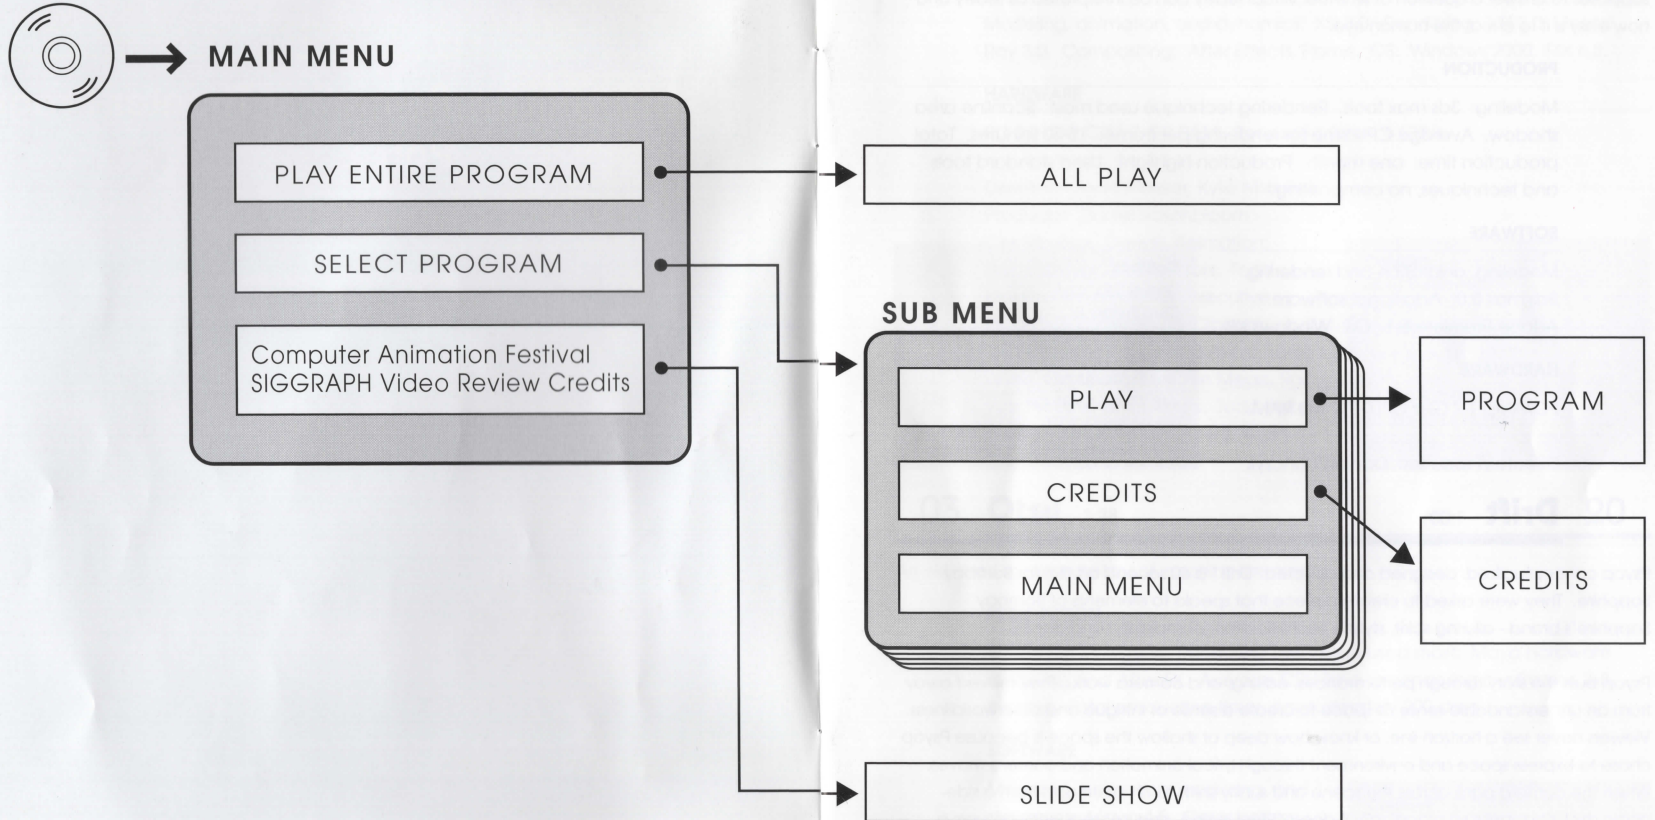 MAIN MENU
PLAY ENTIRE PROGRAM
SELECT PROGRAM
Computer Animation Festival
SIGGRAPH Video Review Credits
ALL PLAY
SUB MENU
PLAY
CREDITS
MAIN MENU
PROGRAM
CREDITS
SLIDE SHOW